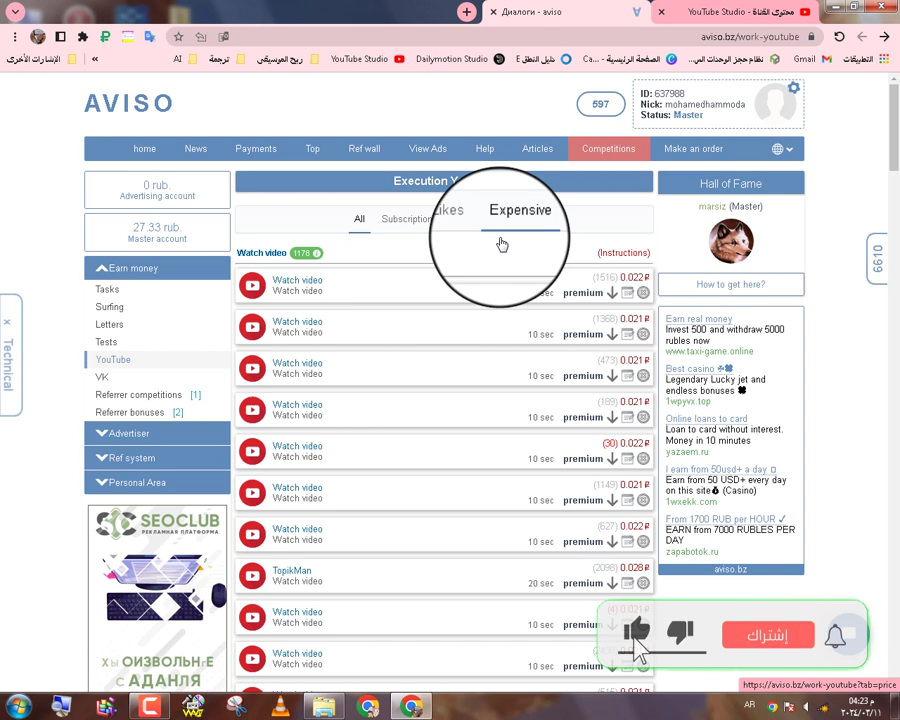 Диалоги - aviso
محتوى القناة - YouTube Studio
aviso.bz/work-youtube
التطبيقات
Gmail
نظام حجز الوحدات الس...
الصفحة الرئيسية - Ca...
دليل النطق E
Dailymotion Studio
YouTube Studio
ربح الموسيقي
ترجمة
AI
»
الإشارات الأخرى
AVISO
597
ID: 637988
Nick: mohamedhammoda
Status: Master
home
News
Payments
Top
Ref wall
View Ads
Help
Articles
Competitions
Make an order
0 rub.
Advertising account
27.33 rub.
Master account
Earn money
Tasks
Surfing
Letters
Tests
YouTube
VK
Referrer competitions [1]
Referrer bonuses [2]
Advertiser
Ref system
Personal Area
SEOCLUB
РЕКЛАМНАЯ ПЛАТФОРМА
× Technical
Execution Y
All
Subscription
ikes
Expensive
Watch video 1178
(Instructions)
Watch video (1516) 0.022₽
Watch video sec premium
Watch video (1368) 0.021₽
Watch video 10 sec premium
Watch video (473) 0.021₽
Watch video 10 sec premium
Watch video (189) 0.021₽
Watch video 10 sec premium
Watch video (30) 0.022₽
Watch video 10 sec premium
Watch video (1149) 0.021₽
Watch video 10 sec premium
Watch video (627) 0.022₽
Watch video 10 sec premium
TopikMan (2098) 0.028₽
Watch video 20 sec premium
Watch video (4) 0.021₽
Watch video 10 sec
Watch video
Watch video 10 sec
Watch video
Hall of Fame
marsiz (Master)
How to get here?
Earn real money
Invest 500 and withdraw 5000
rubles now
www.taxi-game.online
Best casino
Legendary Lucky jet and
endless bonuses
1wpyvx.top
Online loans to card
Loan to card without interest.
Money in 10 minutes
yazaem.ru
I earn from 50usd+ a day
Earn from 50 USD+ every day
on this site (Casino)
1wxekk.com
From 1700 RUB per HOUR ✓
EARN from 7000 RUBLES PER
DAY
zapabotok.ru
aviso.bz
6610
إشتراك
https://aviso.bz/work-youtube?tab=price
AR
04:23 م
٢٠٢٤/٠٣/١١